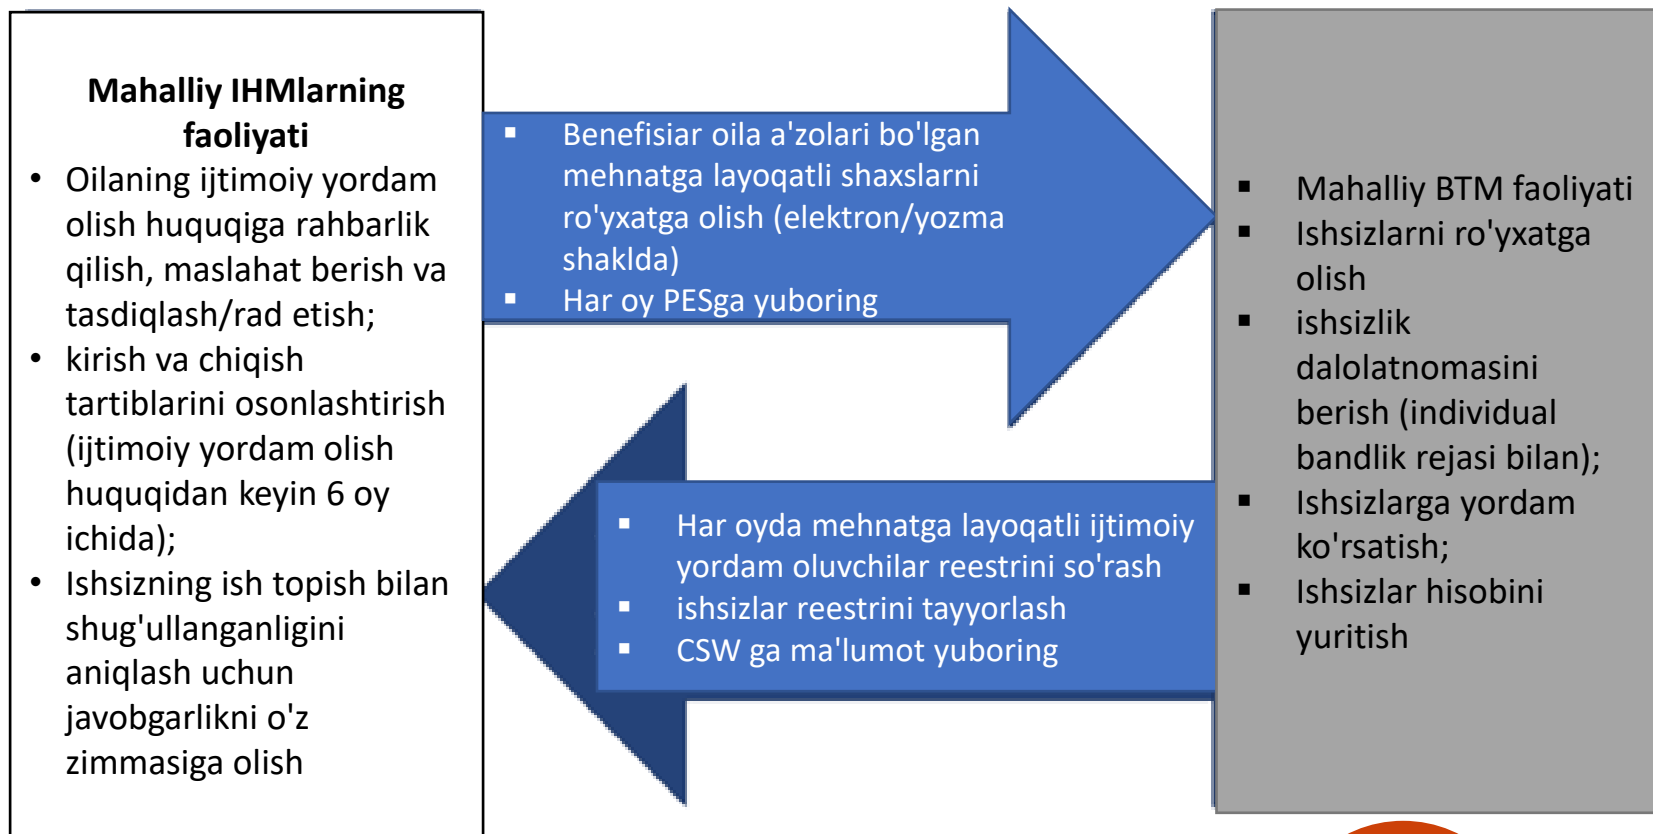 Mahalliy IHMlarning
faoliyati
• Oilaning ijtimoiy yordam
olish huquqiga rahbarlik
qilish, maslahat berish va
tasdiqlash/rad etish;
• kirish va chiqish
tartiblarini osonlashtirish
(ijtimoiy yordam olish
huquqidan keyin 6 oy
ichida);
• Ishsizning ish topish bilan
shug'ullanganligini
aniqlash uchun
javobgarlikni o'z
zimmasiga olish
▪ Benefisiar oila a'zolari bo'lgan
mehnatga layoqatli shaxslarni
ro'yxatga olish (elektron/yozma
shaklda)
▪ Har oy PESga yuboring
▪ Har oyda mehnatga layoqatli ijtimoiy
yordam oluvchilar reestrini so'rash
▪ ishsizlar reestrini tayyorlash
▪ CSW ga ma'lumot yuboring
▪ Mahalliy BTM faoliyati
▪ Ishsizlarni ro'yxatga
olish
▪ ishsizlik
dalolatnomasini
berish (individual
bandlik rejasi bilan);
▪ Ishsizlarga yordam
ko'rsatish;
▪ Ishsizlar hisobini
yuritish